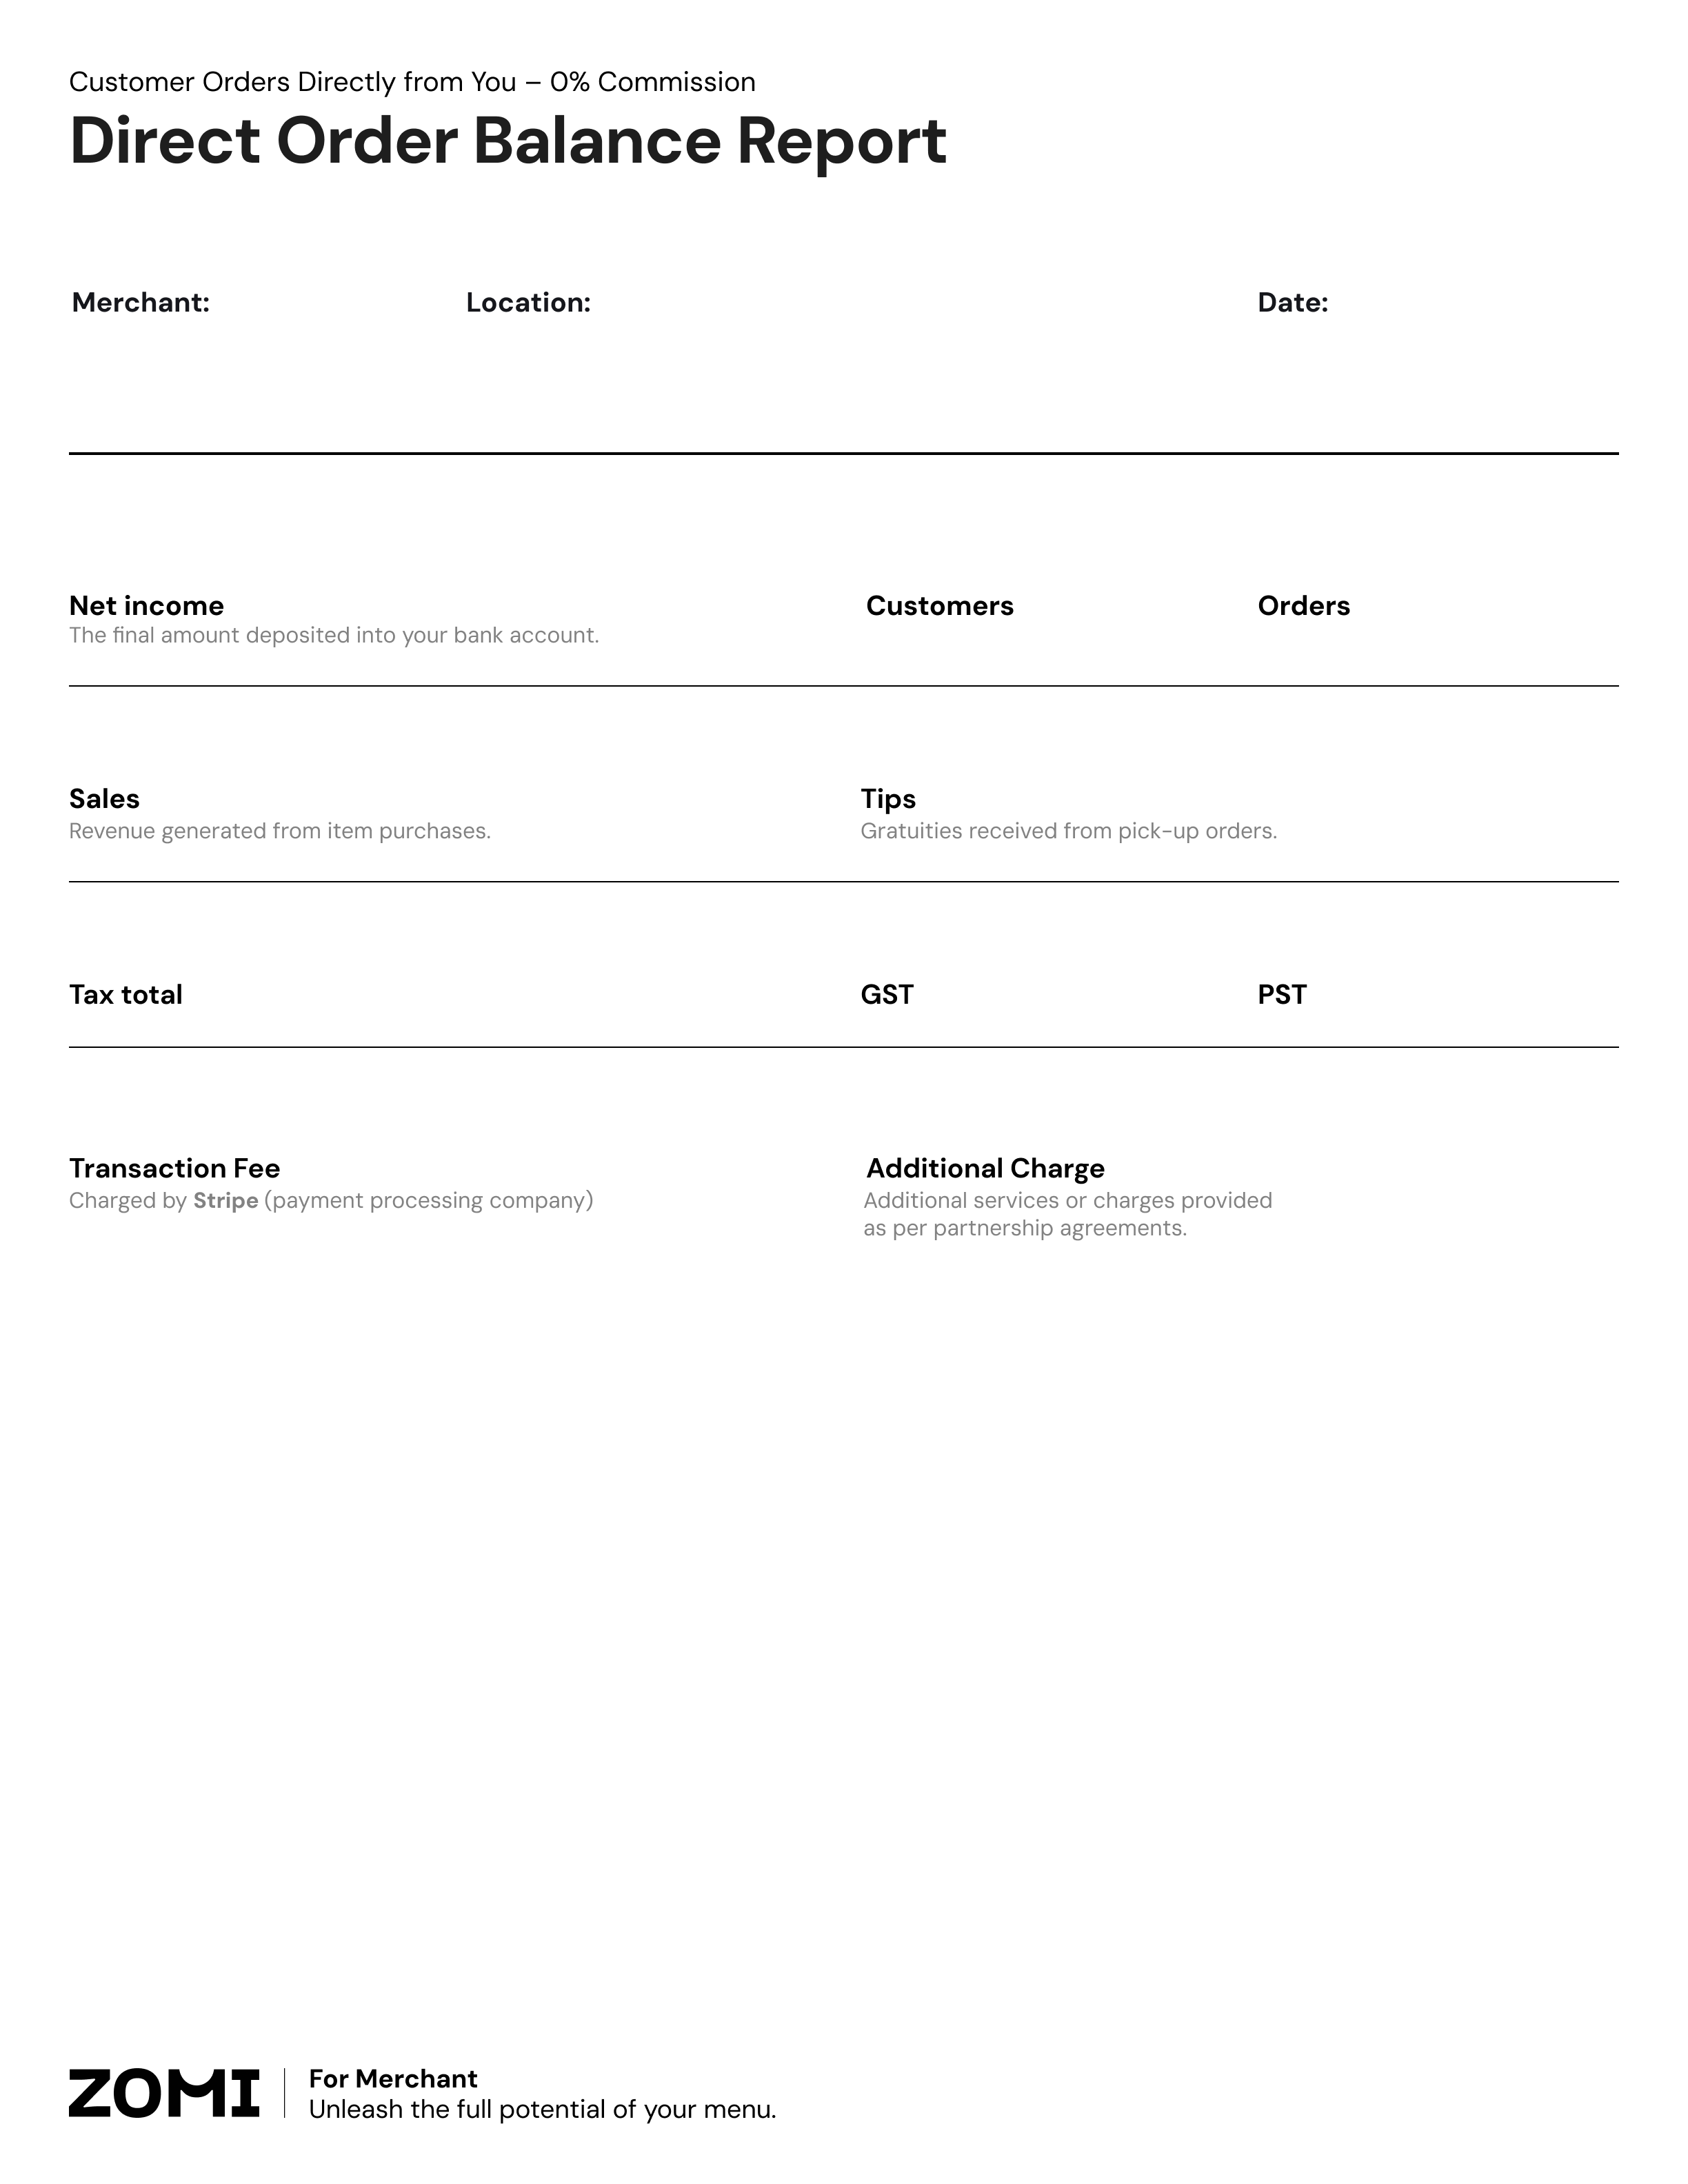 Customer Orders Directly from You – 0% Commission
Direct Order Balance Report
Merchant: Location: Date:
Net income Customers Orders
The final amount deposited into your bank account.
Sales Tips
Revenue generated from item purchases. Gratuities received from pick-up orders.
Tax total GST PST
Transaction Fee Additional Charge
Charged by Stripe (payment processing company) Additional services or charges provided
as per partnership agreements.
ZOMI For Merchant
Unleash the full potential of your menu.